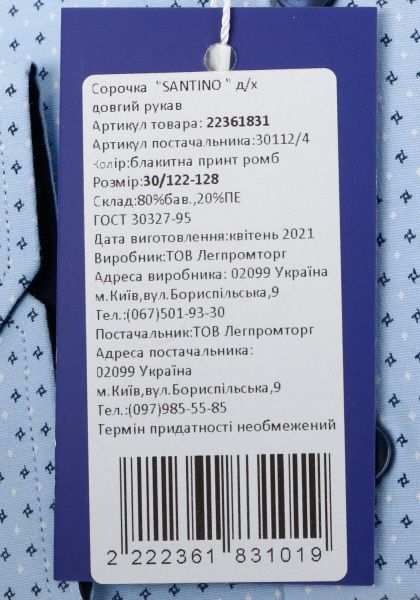 Сорочка "SANTINO " д/х
довгий рукав
Артикул товара: 22361831
Артикул постачальника:30112/4
Колір:блакитна принт ромб
Розмір:30/122-128
Склад:80%бав.,20%ПЕ
ГОСТ 30327-95
Дата виготовлення:квітень 2021
Виробник:ТОВ Легпромторг
Адреса виробника: 02099 Україна
м.Київ,вул.Бориспільська,9
Тел.:(067)501-93-30
Постачальник:ТОВ Легпромторг
Адреса постачальника:
02099 Україна
м.Київ,вул.Бориспільська,9
Тел.:(097)985-55-85
Термін придатності необмежений
2 222361 831019